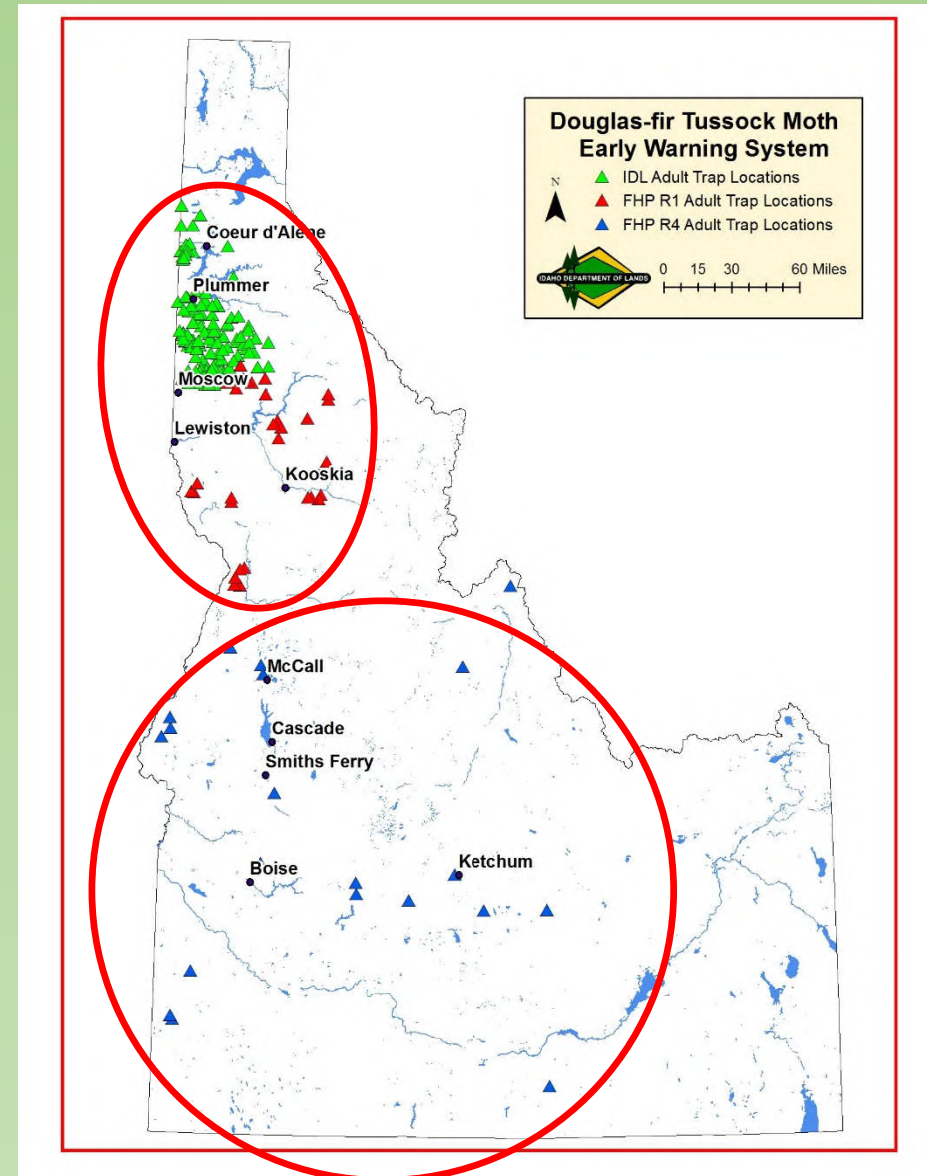 Douglas-fir Tussock Moth
Early Warning System
N
IDL Adult Trap Locations
FHP R1 Adult Trap Locations
FHP R4 Adult Trap Locations
IDAHO DEPARTMENT OF LANDS
0 15 30 60 Miles
Coeur d'Alene
Plummer
Moscow
Lewiston
Kooskia
McCall
Cascade
Smiths Ferry
Boise
Ketchum